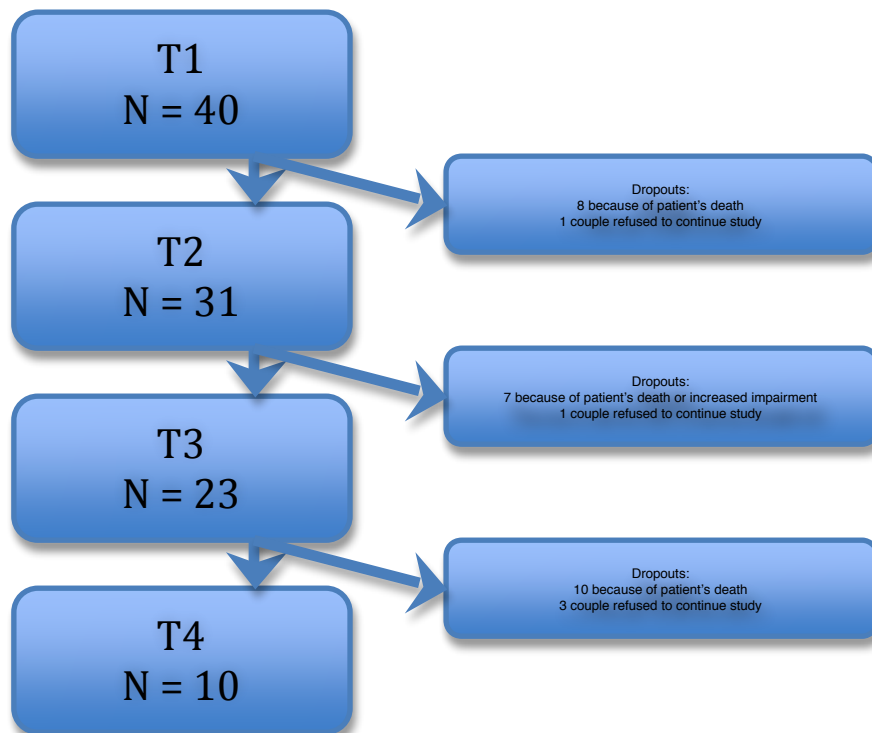 T1
N = 40
Dropouts:
8 because of patient's death
1 couple refused to continue study
T2
N = 31
Dropouts:
7 because of patient's death or increased impairment
1 couple refused to continue study
T3
N = 23
Dropouts:
10 because of patient's death
3 couple refused to continue study
T4
N = 10